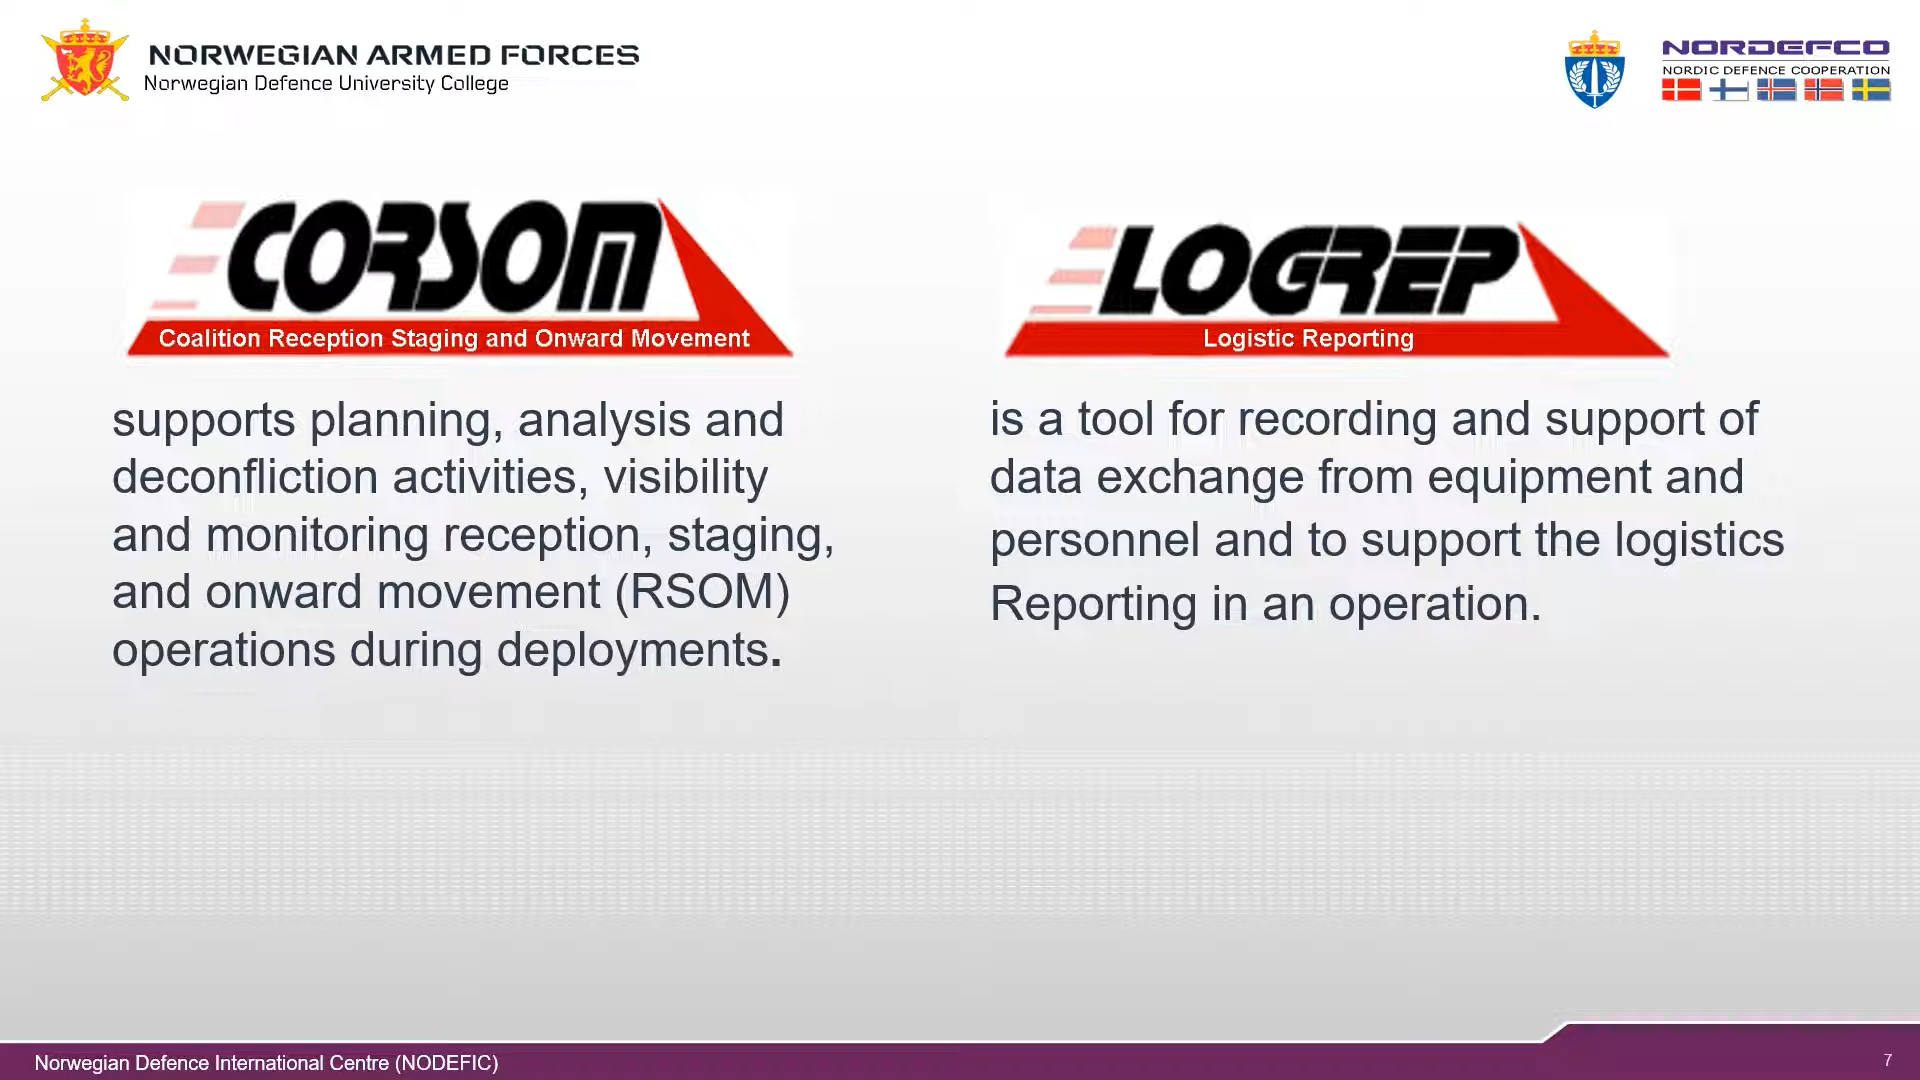 NORWEGIAN ARMED FORCES
Norwegian Defence University College
NORDEFCO
NORDIC DEFENCE COOPERATION
CORSOM
Coalition Reception Staging and Onward Movement
supports planning, analysis and
deconfliction activities, visibility
and monitoring reception, staging,
and onward movement (RSOM)
operations during deployments.
LOGREP
Logistic Reporting
is a tool for recording and support of
data exchange from equipment and
personnel and to support the logistics
Reporting in an operation.
Norwegian Defence International Centre (NODEFIC)
7